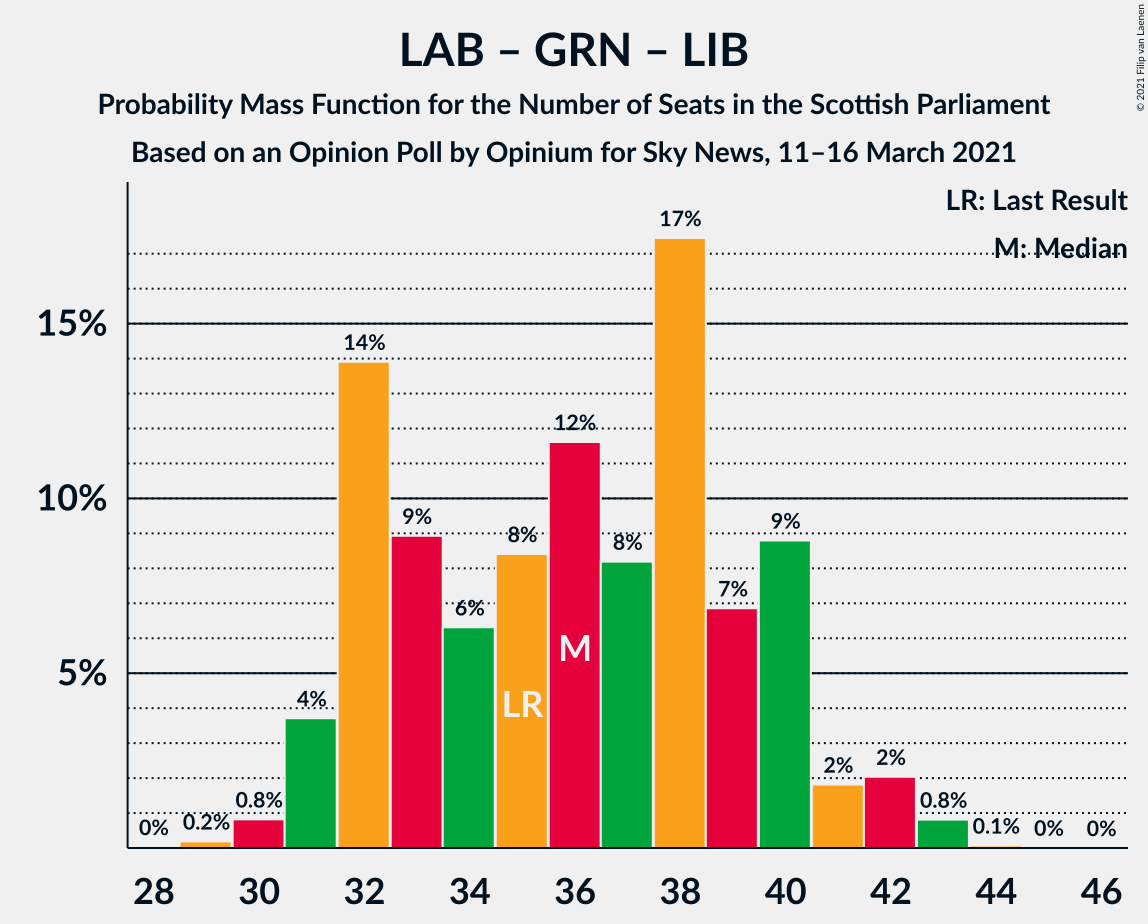 LAB – GRN – LIB
Probability Mass Function for the Number of Seats in the Scottish Parliament
Based on an Opinion Poll by Opinium for Sky News, 11–16 March 2021
© 2021 Filip van Laenen
LR: Last Result
M: Median
17%
15%
14%
12%
10%
9%
8%
8%
9%
6%
7%
M
5%
LR
4%
2%
2%
0%
0.2%
0.8%
0.8%
0.1%
0%
0%
28 30 32 34 36 38 40 42 44 46